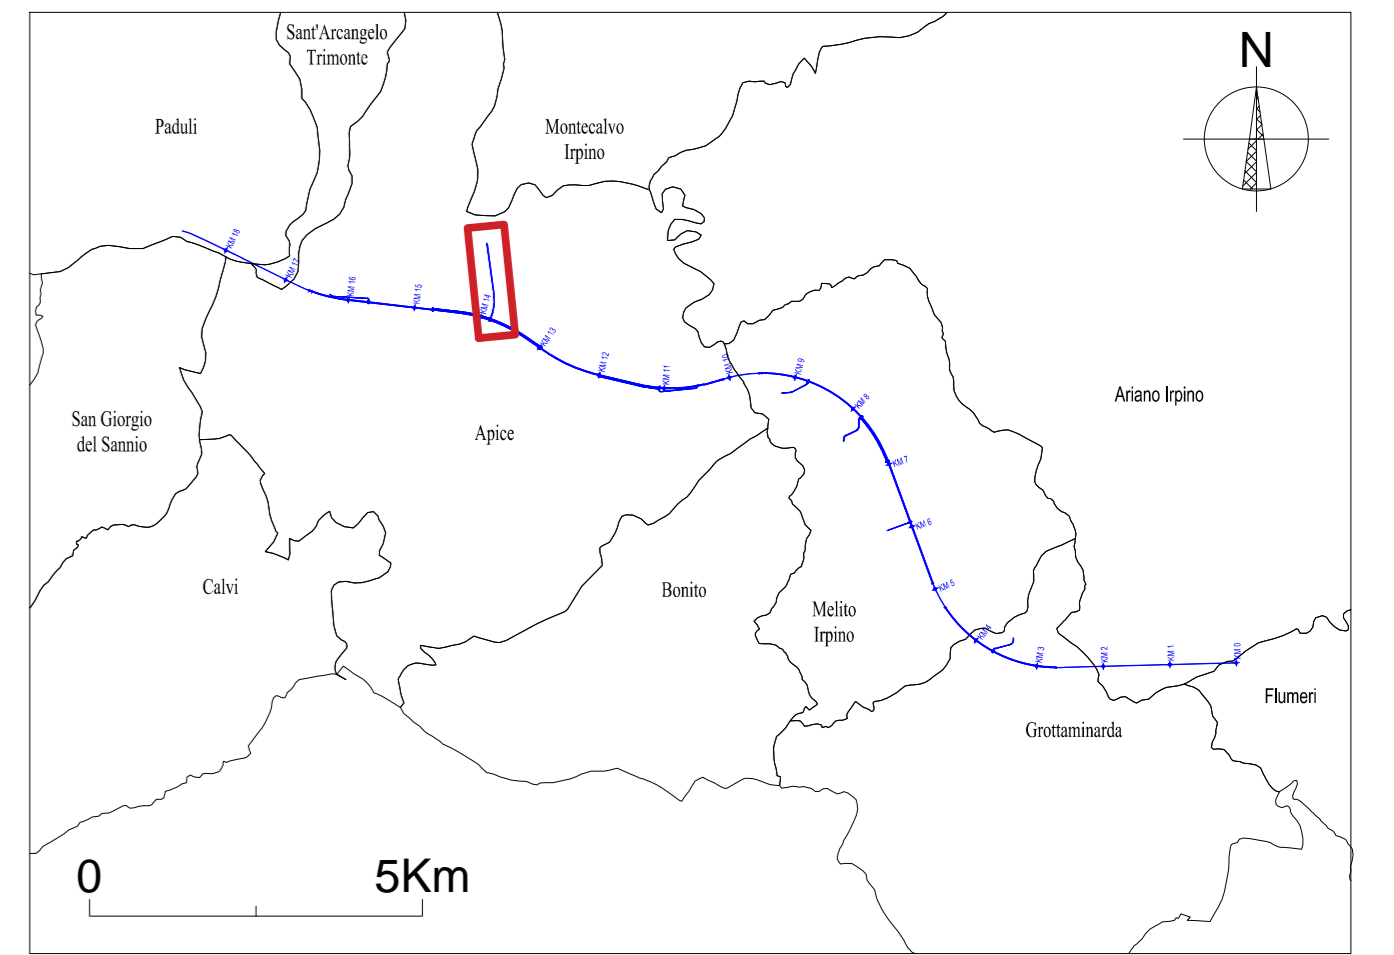 Sant'Arcangelo
Trimonte
N
Paduli
Montecalvo
Irpino
KM 18
KM 17
KM 16
KM 15
KM 14
KM 13
KM 12
KM 11
KM 10
KM 9
KM 8
KM 7
KM 6
KM 5
KM 4
KM 3
KM 2
KM 1
KM 0
Ariano Irpino
San Giorgio
del Sannio
Apice
Calvi
Bonito
Melito
Irpino
Flumeri
Grottaminarda
0
5Km